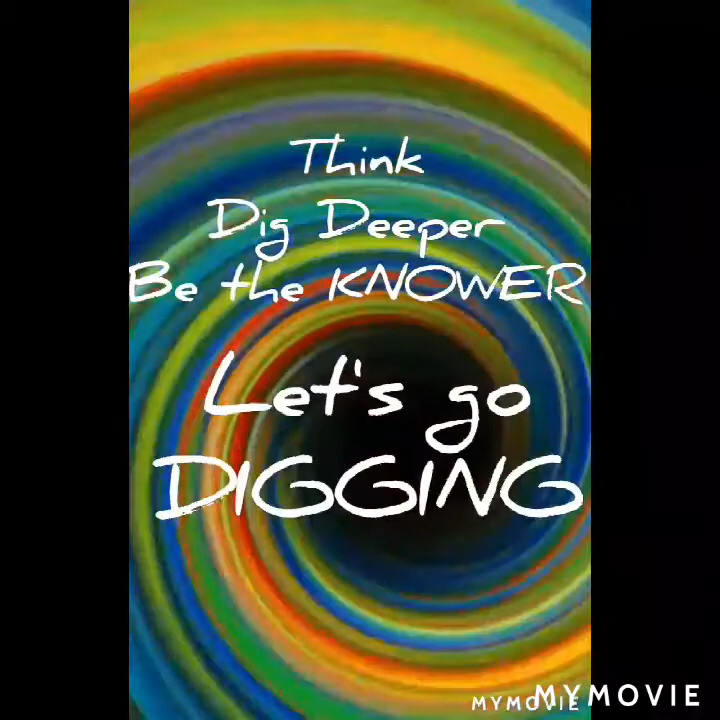 Think
Dig Deeper
Be the KNOWER
Let's go
DIGGING
MYMOVIE
MYMOVIE